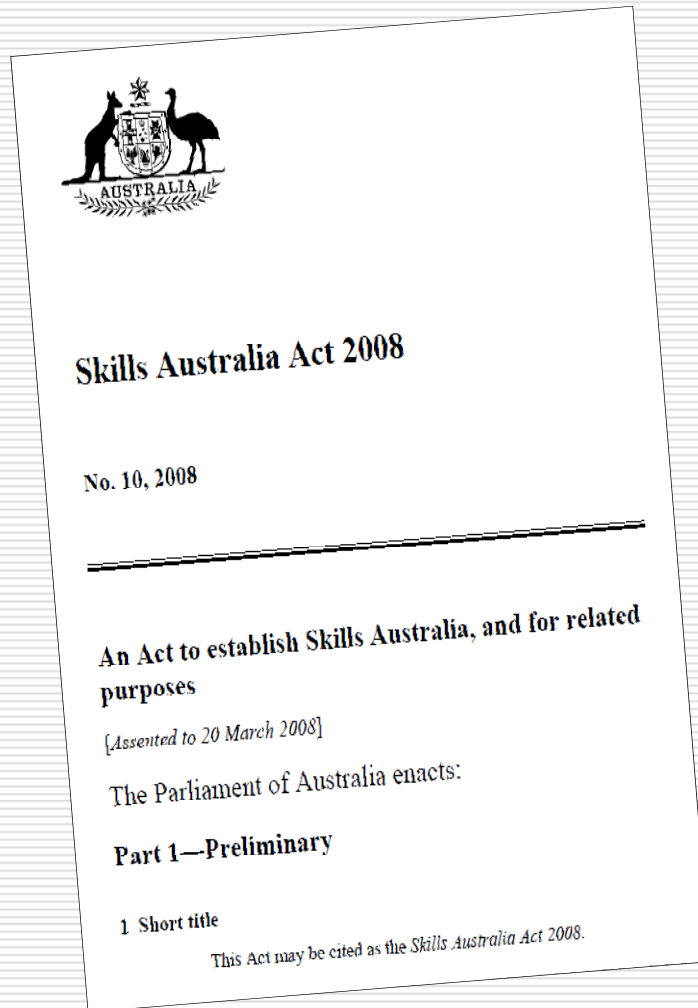 AUSTRALIA
Skills Australia Act 2008
No. 10, 2008
An Act to establish Skills Australia, and for related
purposes
[Assented to 20 March 2008]
The Parliament of Australia enacts:
Part 1—Preliminary
1 Short title
This Act may be cited as the Skills Australia Act 2008.